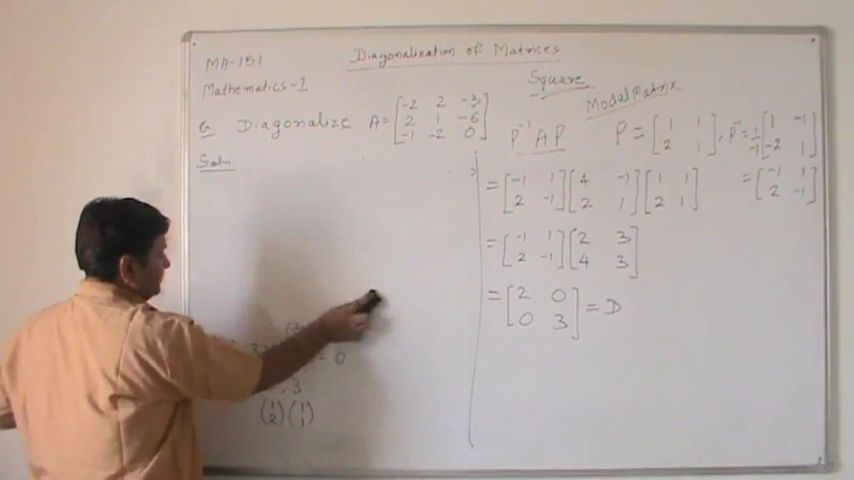 MA-151
Diagonalization of Matrices
Mathematics-I
Square
Q. Diagonalize A = [-2 2 -3
2 1 -6
-1 -2 0]
Soln
3
= 0
, 3
(1 2) (1 1)
Modal Matrix
P⁻¹ A P
P = [1 1
2 1], P⁻¹ = 1/-1 [1 -1
-2 1]
= [-1 1
2 -1] [4 -1
2 1] [1 1
2 1]
= [-1 1
2 -1]
= [-1 1
2 -1] [2 3
4 3]
= [2 0
0 3] = D